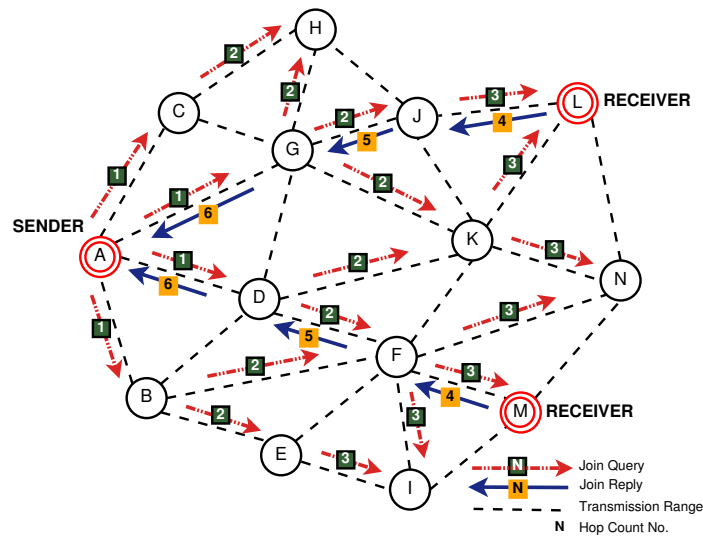 H
2
C
2
3
L
RECEIVER
J
2
4
5
G
1
3
1
2
6
SENDER
A
K
1
2
3
6
N
D
1
2
3
5
F
2
3
B
4
M
RECEIVER
2
3
E
3
I
N Join Query
N Join Reply
Transmission Range
N Hop Count No.